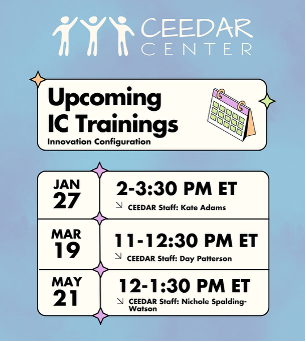 CEEDAR
CENTER
Upcoming
IC Trainings
Innovation Configuration
JAN
27
2-3:30 PM ET
CEEDAR Staff: Kate Adams
MAR
19
11-12:30 PM ET
CEEDAR Staff: Day Patterson
MAY
21
12-1:30 PM ET
CEEDAR Staff: Nichole Spalding-
Watson